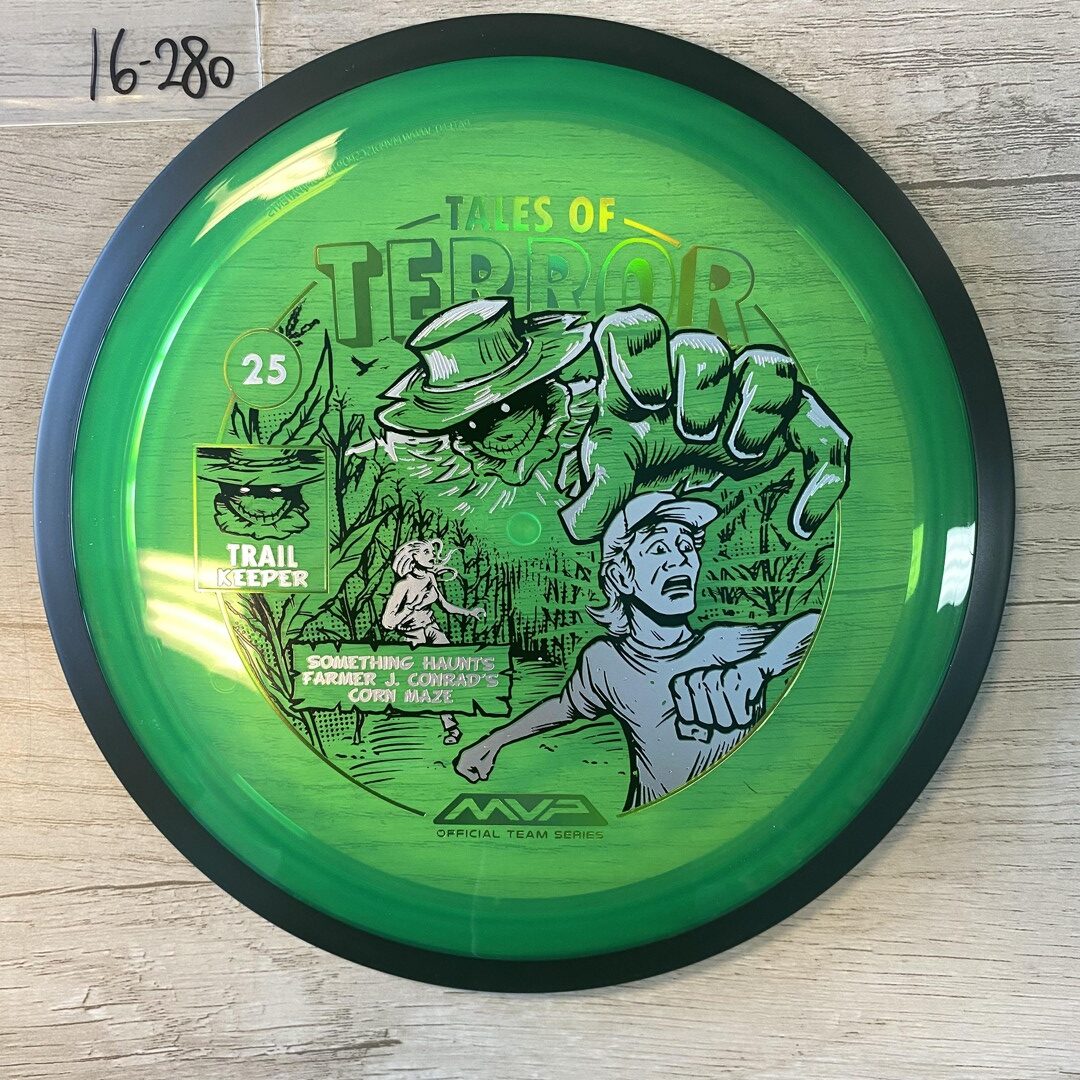 16-280
TALES OF
TERROR
25
TRAIL
KEEPER
SOMETHING HAUNTS
FARMER J. CONRAD'S
CORN MAZE
MVP
OFFICIAL TEAM SERIES